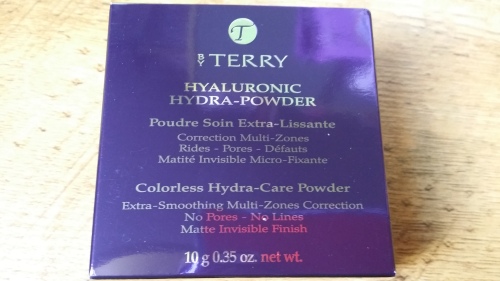 T
BY TERRY
HYALURONIC
HYDRA-POWDER
Poudre Soin Extra-Lissante
Correction Multi-Zones
Rides - Pores - Défauts
Matité Invisible Micro-Fixante
Colorless Hydra-Care Powder
Extra-Smoothing Multi-Zones Correction
No Pores - No Lines
Matte Invisible Finish
10 g 0.35 oz. net wt.